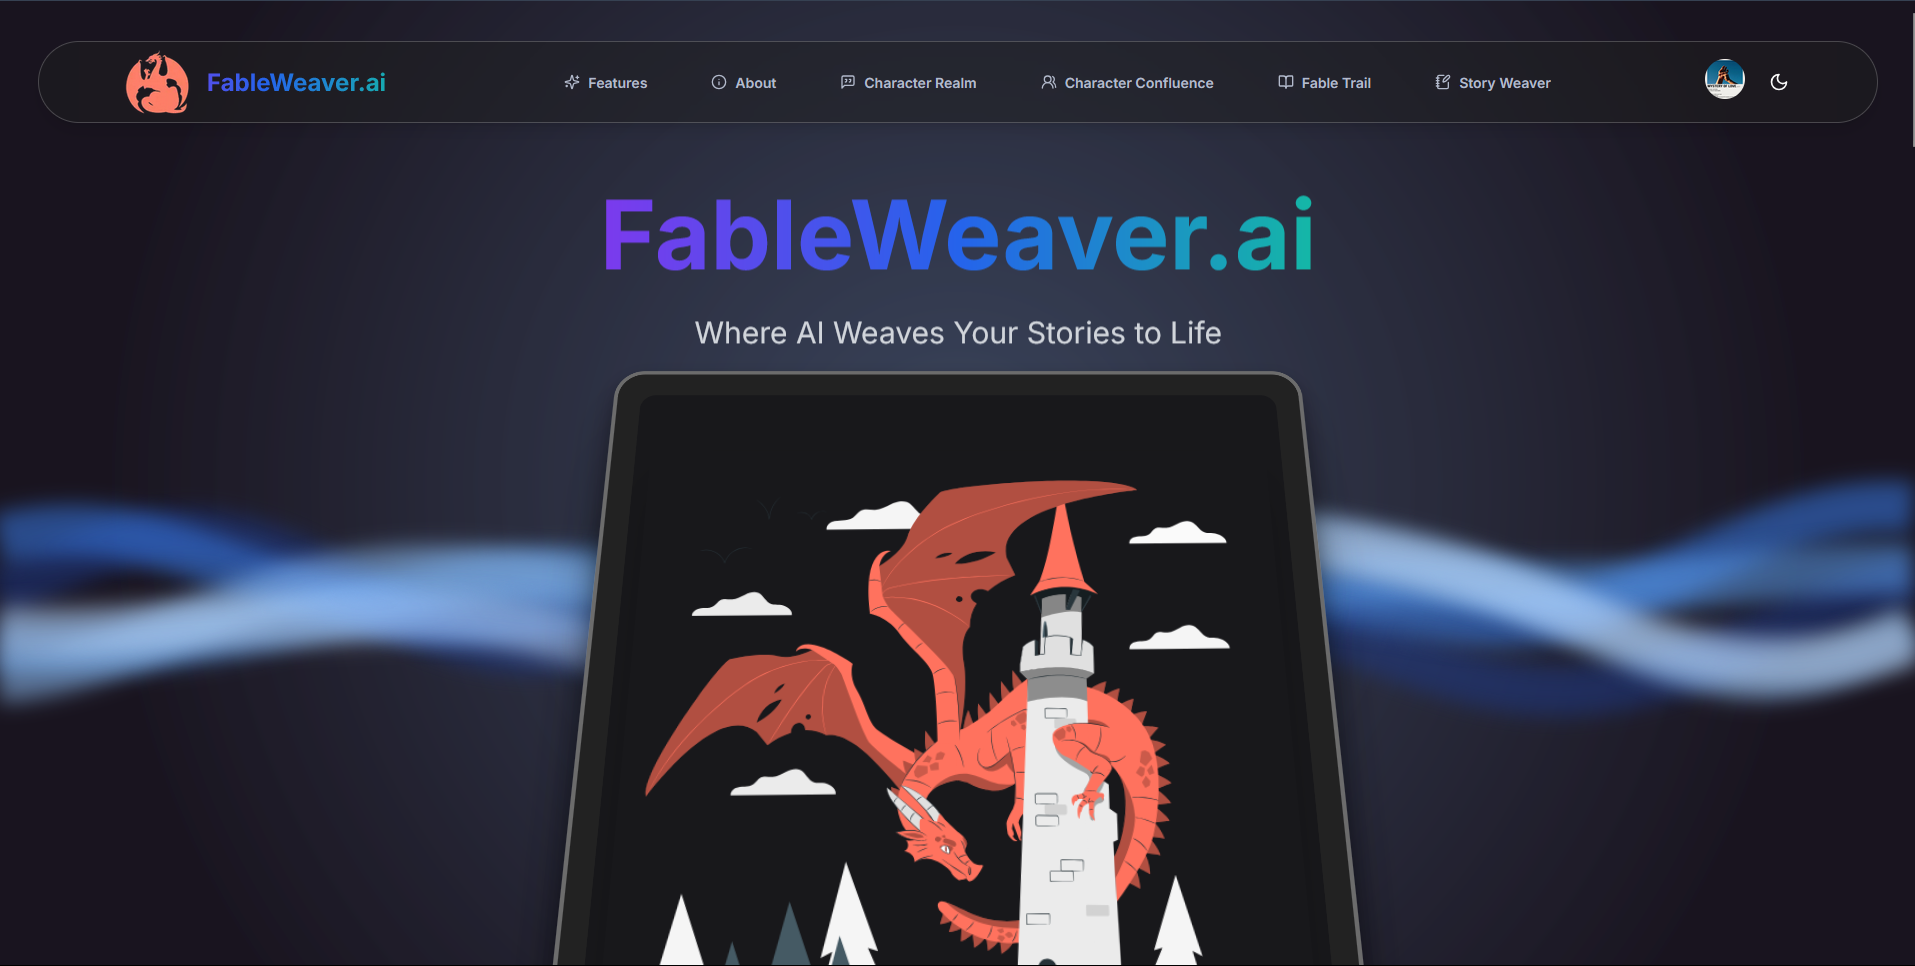 FableWeaver.ai
Features
About
Character Realm
Character Confluence
Fable Trail
Story Weaver
FableWeaver.ai
Where AI Weaves Your Stories to Life